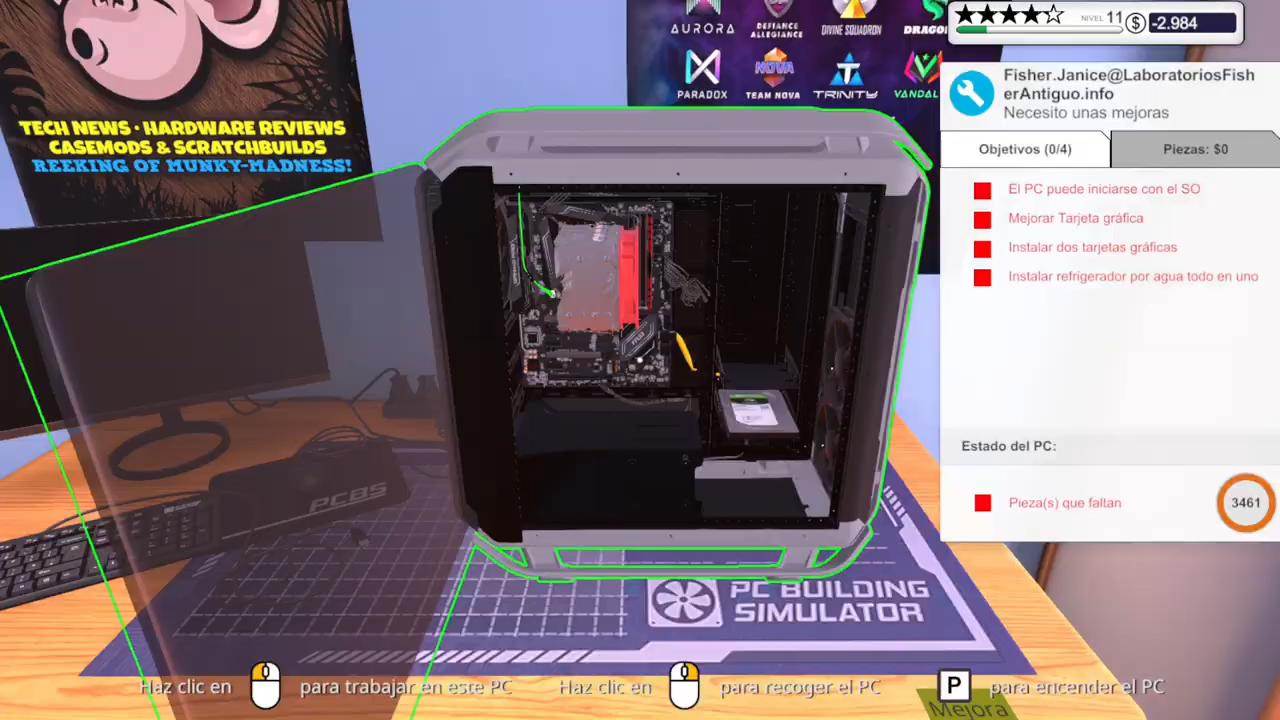 TECH NEWS · HARDWARE REVIEWS
CASEMODS & SCRATCHBUILDS
REEKING OF MUNKY-MADNESS!
AURORA
DEFIANCE
ALLEGIANCE
DIVINE SQUADRON
DRAGO
PARADOX
NOVA
TEAM NOVA
TRINITY
VANDAL
NIVEL 11
$
-2.984
Fisher.Janice@LaboratoriosFish
erAntiguo.info
Necesito unas mejoras
Objetivos (0/4)
Piezas: $0
El PC puede iniciarse con el SO
Mejorar Tarjeta gráfica
Instalar dos tarjetas gráficas
Instalar refrigerador por agua todo en uno
Estado del PC:
Pieza(s) que faltan
3461
PCBS
PC BUILDING
SIMULATOR
Haz clic en
para trabajar en este PC
Haz clic en
para recoger el PC
P
para encender el PC
Mejora